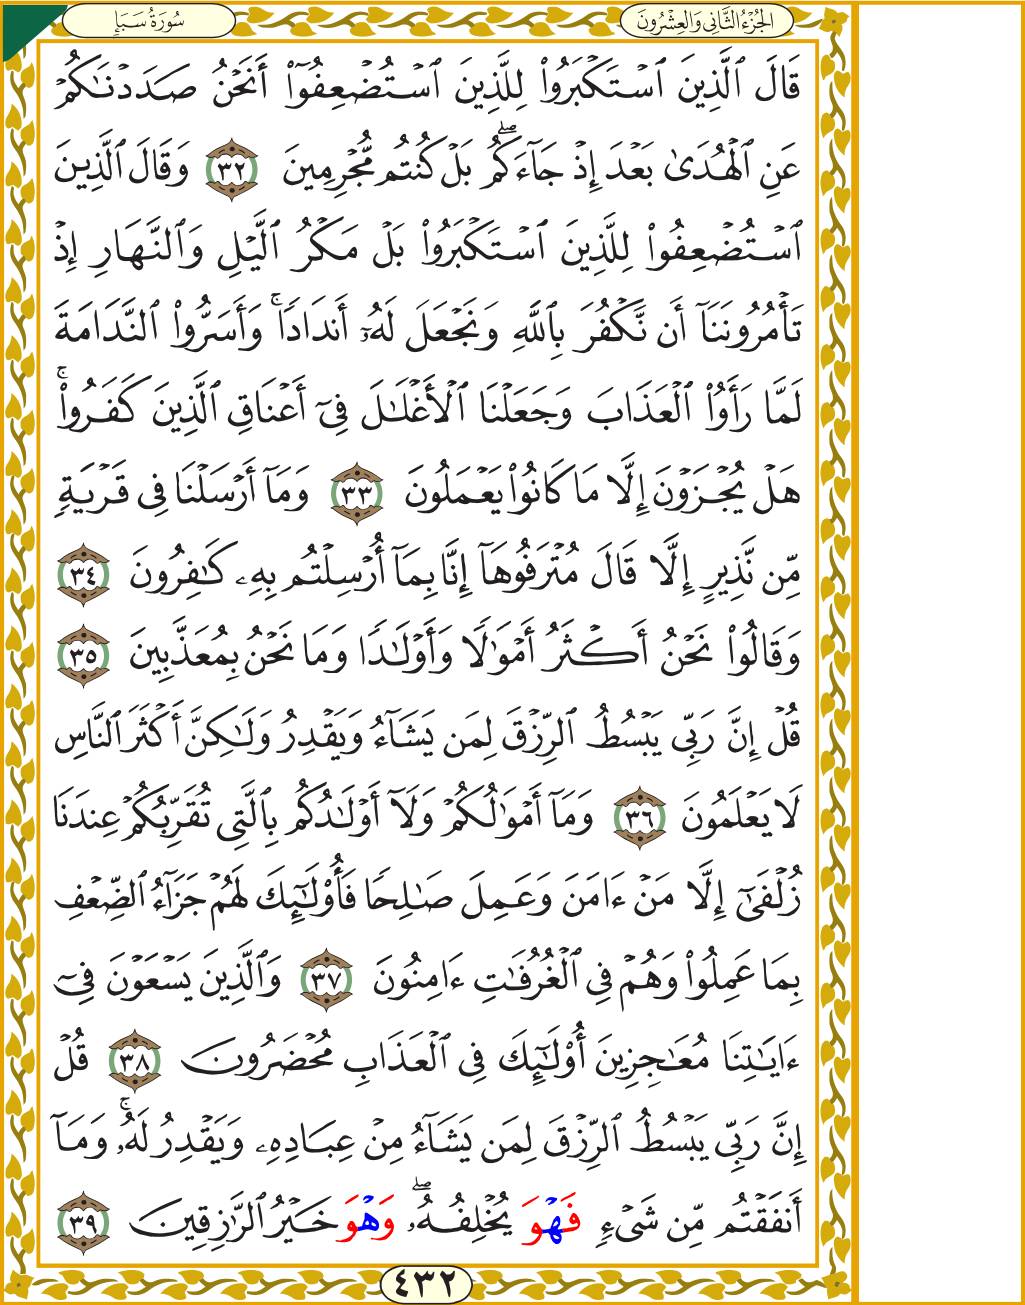 الجُزْءُ الثَّانِي وَالعِشْرُونَ
سُورَةُ سَبَإٍ
قَالَ ٱلَّذِينَ ٱسۡتَكۡبَرُواْ لِلَّذِينَ ٱسۡتُضۡعِفُوٓاْ أَنَحۡنُ صَدَدۡنَٰكُمۡ
عَنِ ٱلۡهُدَىٰ بَعۡدَ إِذۡ جَآءَكُمۖ بَلۡ كُنتُم مُّجۡرِمِينَ ٣٢ وَقَالَ ٱلَّذِينَ
ٱسۡتُضۡعِفُواْ لِلَّذِينَ ٱسۡتَكۡبَرُواْ بَلۡ مَكۡرُ ٱلَّيۡلِ وَٱلنَّهَارِ إِذۡ
تَأۡمُرُونَنَآ أَن نَّكۡفُرَ بِٱللَّهِ وَنَجۡعَلَ لَهُۥٓ أَندَادٗاۚ وَأَسَرُّواْ ٱلنَّدَامَةَ
لَمَّا رَأَوُاْ ٱلۡعَذَابَ وَجَعَلۡنَا ٱلۡأَغۡلَٰلَ فِيٓ أَعۡنَاقِ ٱلَّذِينَ كَفَرُواْۚ
هَلۡ يُجۡزَوۡنَ إِلَّا مَا كَانُواْ يَعۡمَلُونَ ٣٣ وَمَآ أَرۡسَلۡنَا فِي قَرۡيَةٖ
مِّن نَّذِيرٍ إِلَّا قَالَ مُتۡرَفُوهَآ إِنَّا بِمَآ أُرۡسِلۡتُم بِهِۦ كَٰفِرُونَ ٣٤
وَقَالُواْ نَحۡنُ أَكۡثَرُ أَمۡوَٰلٗا وَأَوۡلَٰدٗا وَمَا نَحۡنُ بِمُعَذَّبِينَ ٣٥
قُلۡ إِنَّ رَبِّي يَبۡسُطُ ٱلرِّزۡقَ لِمَن يَشَآءُ وَيَقۡدِرُ وَلَٰكِنَّ أَكۡثَرَ ٱلنَّاسِ
لَا يَعۡلَمُونَ ٣٦ وَمَآ أَمۡوَٰلُكُمۡ وَلَآ أَوۡلَٰدُكُم بِٱلَّتِي تُقَرِّبُكُمۡ عِندَنَا
زُلۡفَىٰٓ إِلَّا مَنۡ ءَامَنَ وَعَمِلَ صَٰلِحٗا فَأُوْلَٰٓئِكَ لَهُمۡ جَزَآءُ ٱلضِّعۡفِ
بِمَا عَمِلُواْ وَهُمۡ فِي ٱلۡغُرُفَٰتِ ءَامِنُونَ ٣٧ وَٱلَّذِينَ يَسۡعَوۡنَ فِيٓ
ءَايَٰتِنَا مُعَٰجِزِينَ أُوْلَٰٓئِكَ فِي ٱلۡعَذَابِ مُحۡضَرُونَ ٣٨ قُلۡ
إِنَّ رَبِّي يَبۡسُطُ ٱلرِّزۡقَ لِمَن يَشَآءُ مِنۡ عِبَادِهِۦ وَيَقۡدِرُ لَهُۥۚ وَمَآ
أَنفَقۡتُم مِّن شَيۡءٖ فَهۡوَ يُخۡلِفُهُۥۖ وَهۡوَ خَيۡرُ ٱلرَّٰزِقِينَ ٣٩
٤٣٢